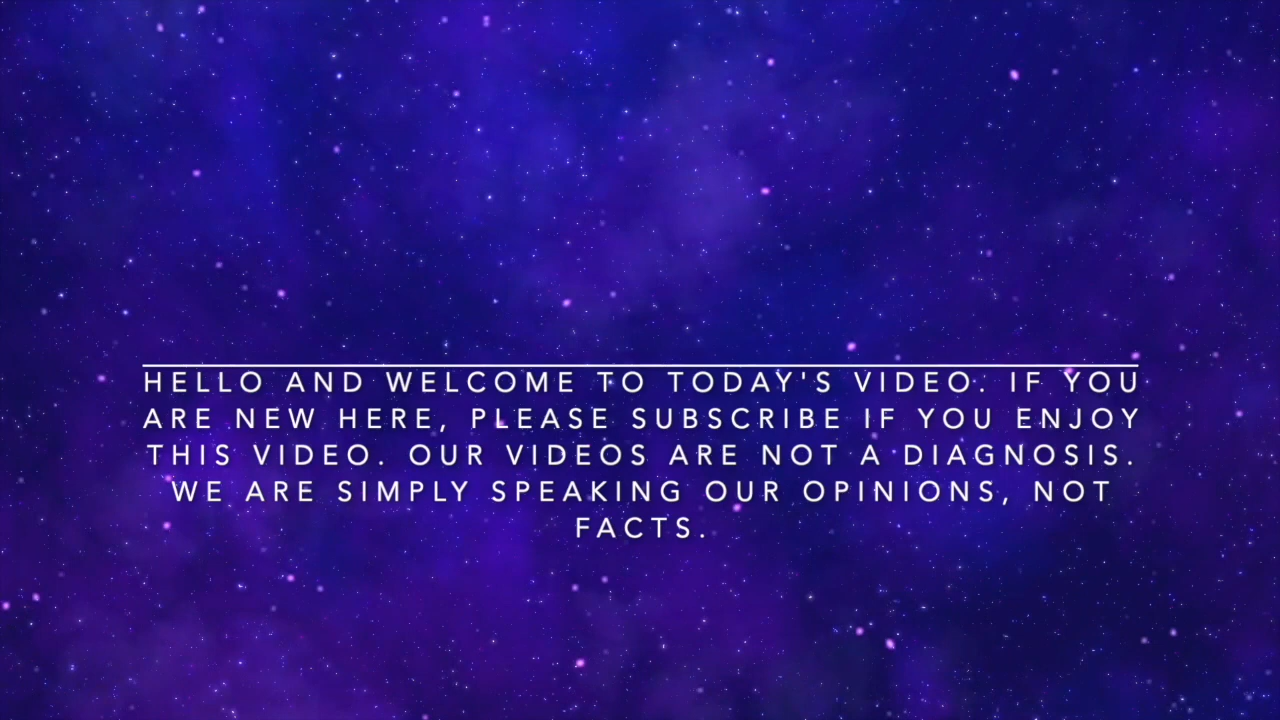 HELLO AND WELCOME TO TODAY'S VIDEO. IF YOU
ARE NEW HERE, PLEASE SUBSCRIBE IF YOU ENJOY
THIS VIDEO. OUR VIDEOS ARE NOT A DIAGNOSIS.
WE ARE SIMPLY SPEAKING OUR OPINIONS, NOT
FACTS.